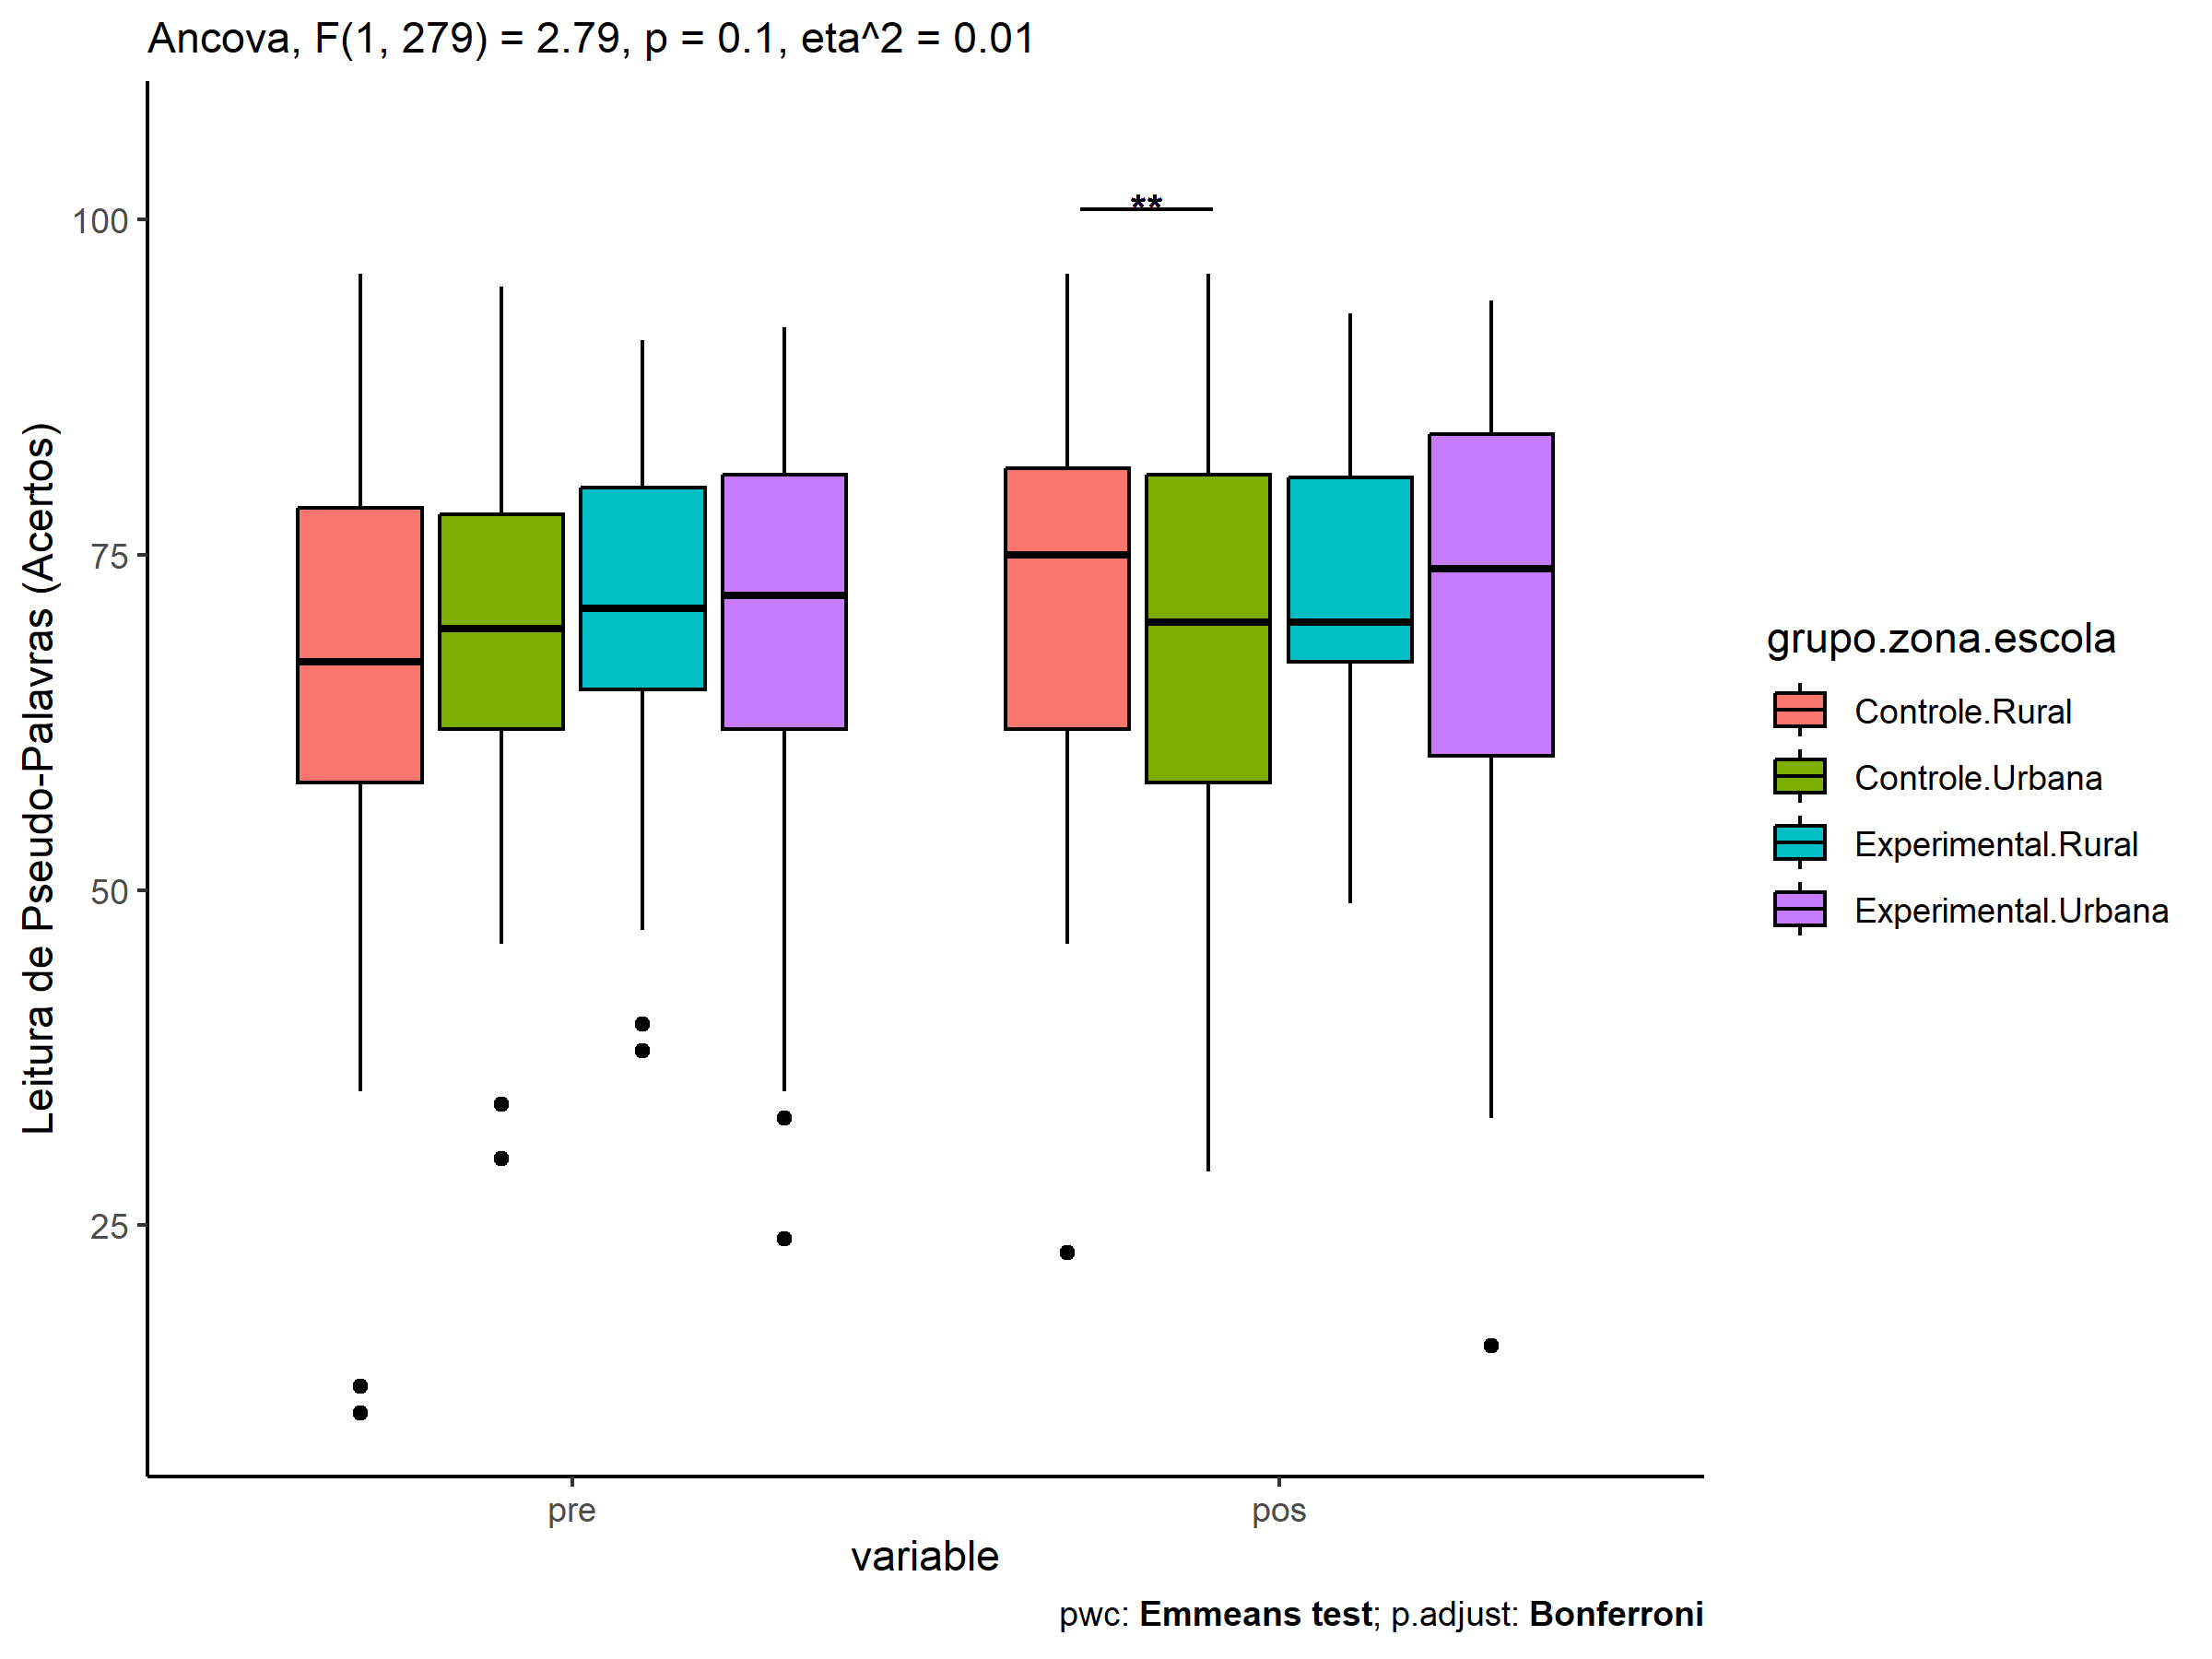 Ancova, F(1, 279) = 2.79, p = 0.1, eta^2 = 0.01
Leitura de Pseudo-Palavras (Acertos)
100
75
50
25
**
pre
pos
variable
grupo.zona.escola
Controle.Rural
Controle.Urbana
Experimental.Rural
Experimental.Urbana
pwc: Emmeans test; p.adjust: Bonferroni